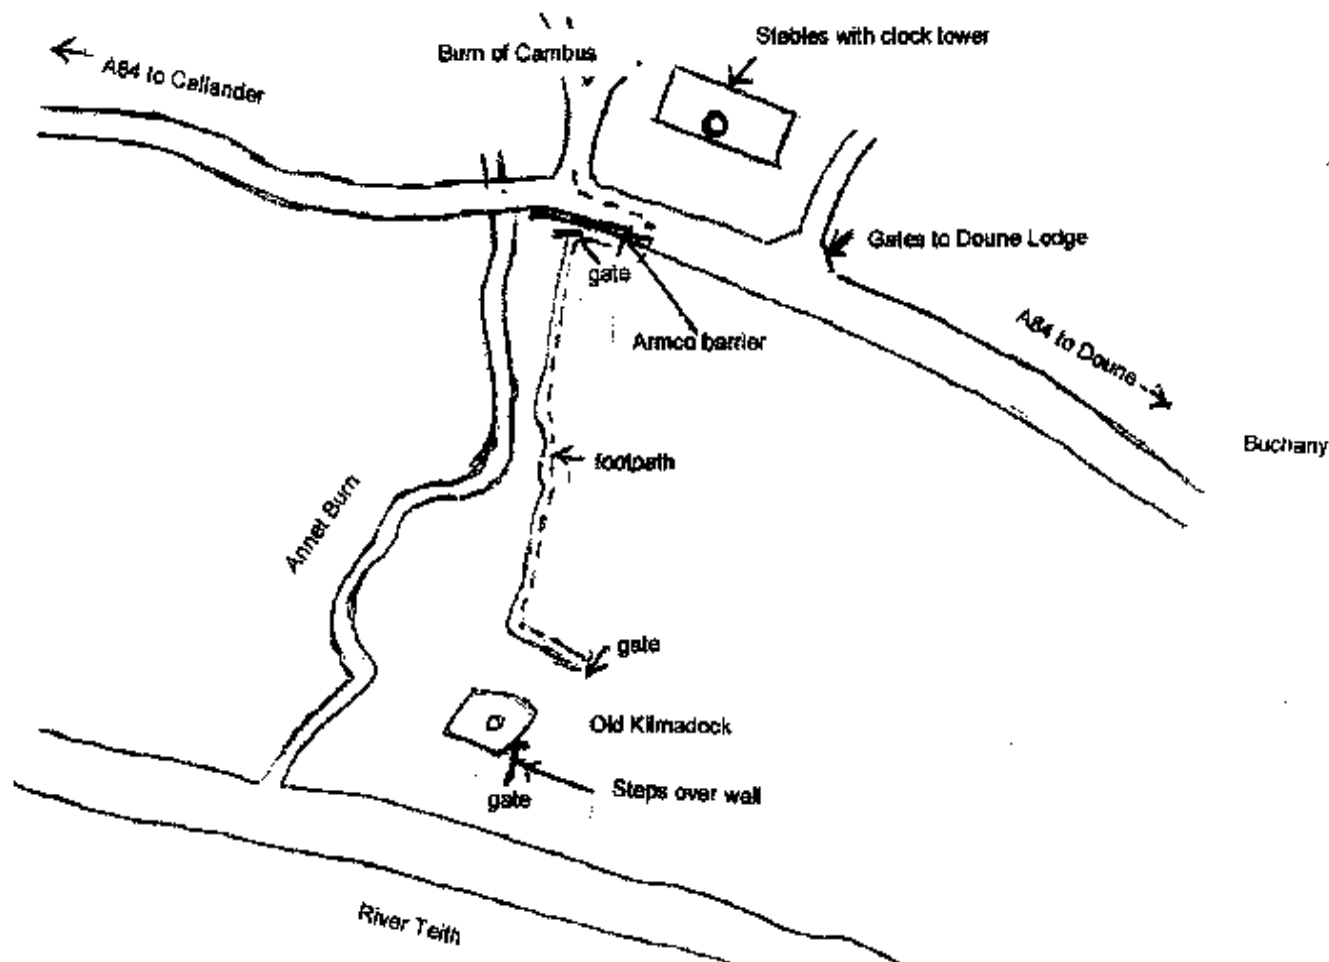 Stables with clock tower
Burn of Cambus
A84 to Callander
Gates to Doune Lodge
gate
A84 to Doune
Armco barrier
Buchany
footpath
Annet Burn
gate
Old Kilmadock
Steps over wall
gate
River Teith